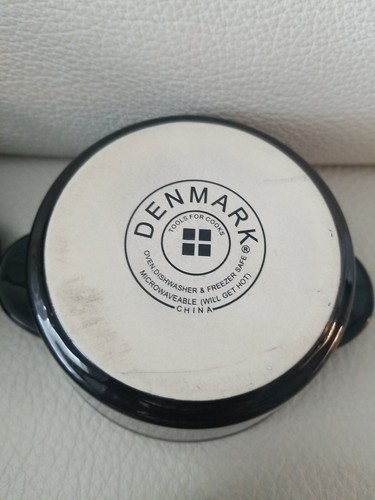 DENMARK®
TOOLS FOR COOKS
OVEN, DISHWASHER & FREEZER SAFE
MICROWAVEABLE (WILL GET HOT)
CHINA